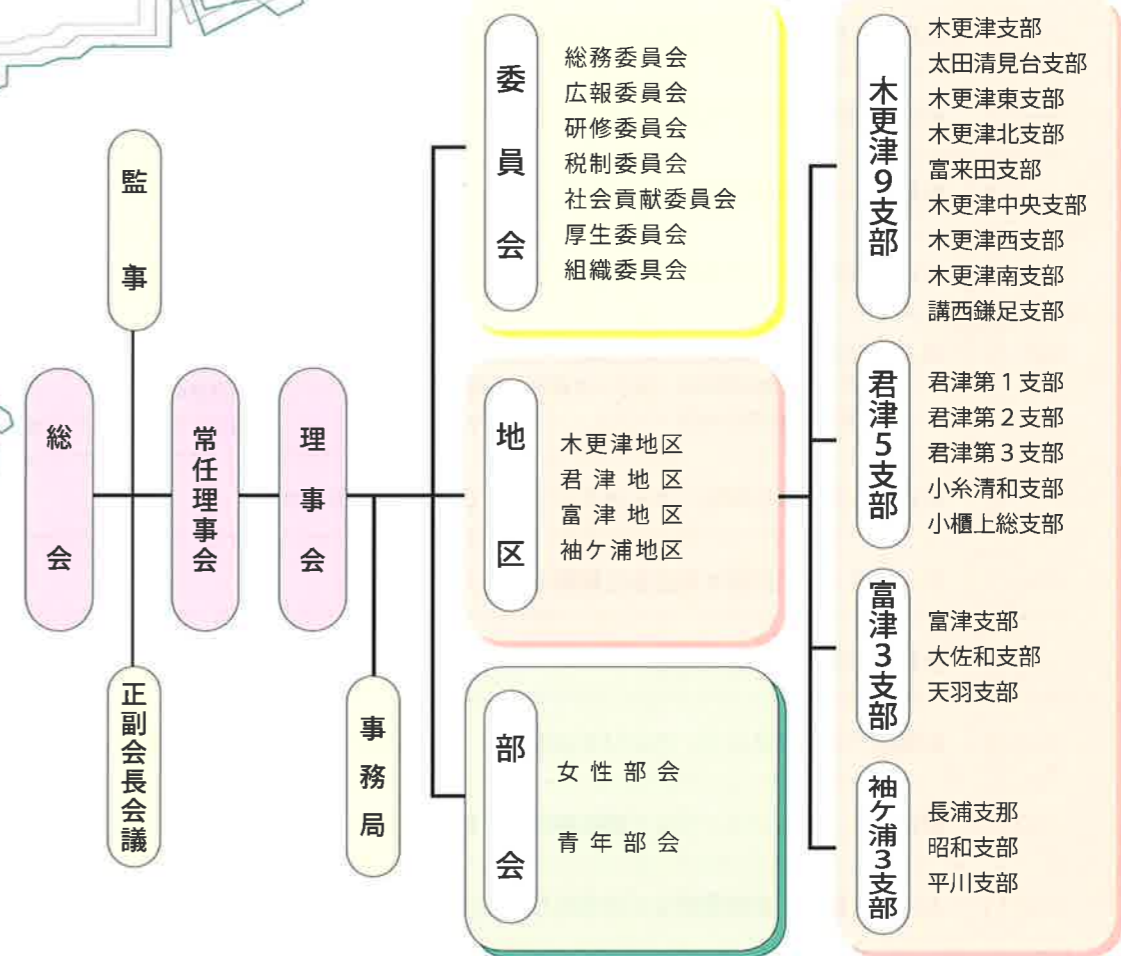 監事
総会
常任理事会
理事会
正副会長会議
事務局
委員会
総務委員会
広報委員会
研修委員会
税制委員会
社会貢献委員会
厚生委員会
組織委具会
地区
木更津地区
君津地区
富津地区
袖ケ浦地区
部会
女性部会
青年部会
木更津9支部
木更津支部
太田清見台支部
木更津東支部
木更津北支部
富来田支部
木更津中央支部
木更津西支部
木更津南支部
講西鎌足支部
君津5支部
君津第1支部
君津第2支部
君津第3支部
小糸清和支部
小櫃上総支部
富津3支部
富津支部
大佐和支部
天羽支部
袖ケ浦3支部
長浦支那
昭和支部
平川支部